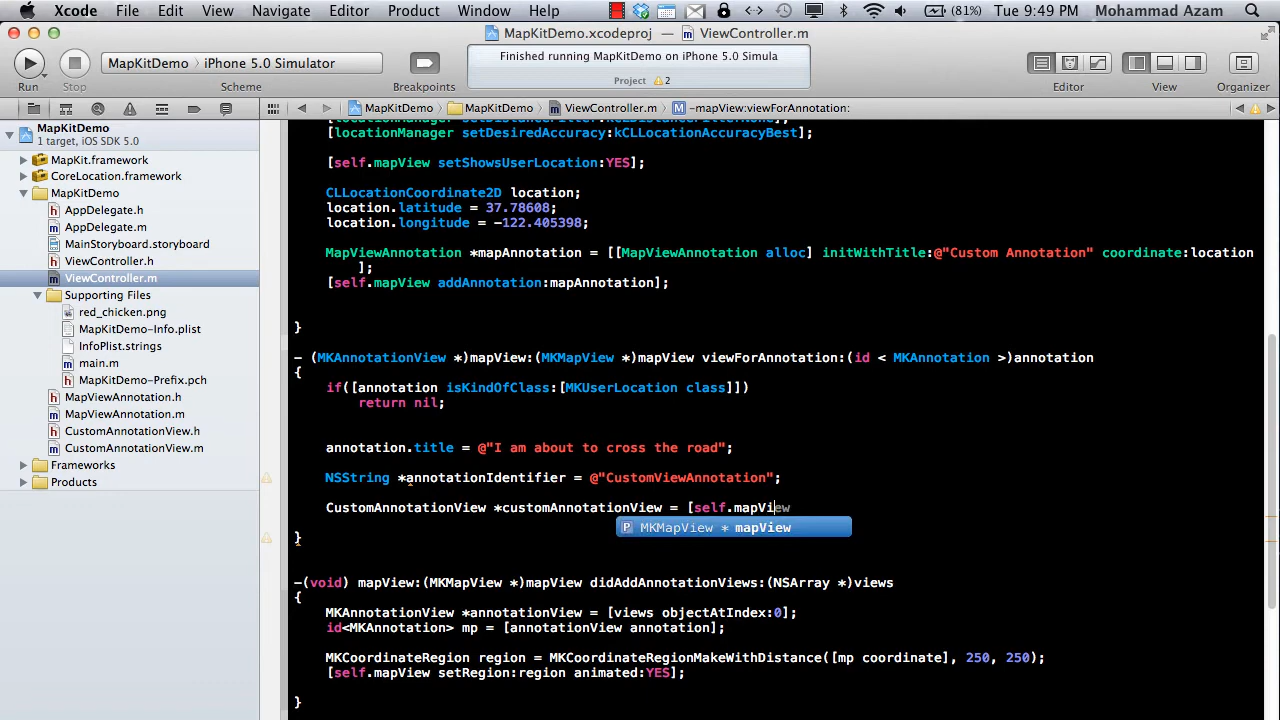 Xcode File Edit View Navigate Editor Product Window Help (81%) Tue 9:49 PM Mohammad Azam
MapKitDemo.xcodeproj ViewController.m
MapKitDemo iPhone 5.0 Simulator
Finished running MapKitDemo on iPhone 5.0 Simula
Project 2
Run Stop Scheme Breakpoints Editor View Organizer
MapKitDemo MapKitDemo ViewController.m M -mapView:viewForAnnotation:
MapKitDemo
1 target, iOS SDK 5.0
MapKit.framework
CoreLocation.framework
MapKitDemo
AppDelegate.h
AppDelegate.m
MainStoryboard.storyboard
ViewController.h
ViewController.m
Supporting Files
red_chicken.png
MapKitDemo-Info.plist
InfoPlist.strings
main.m
MapKitDemo-Prefix.pch
MapViewAnnotation.h
MapViewAnnotation.m
CustomAnnotationView.h
CustomAnnotationView.m
Frameworks
Products
[locationManager setDistanceFilter:kCLDistanceFilterNone];
[locationManager setDesiredAccuracy:kCLLocationAccuracyBest];
[self.mapView setShowsUserLocation:YES];
CLLocationCoordinate2D location;
location.latitude = 37.78608;
location.longitude = -122.405398;
MapViewAnnotation *mapAnnotation = [[MapViewAnnotation alloc] initWithTitle:@"Custom Annotation" coordinate:location
];
[self.mapView addAnnotation:mapAnnotation];
}
- (MKAnnotationView *)mapView:(MKMapView *)mapView viewForAnnotation:(id < MKAnnotation >)annotation
{
if([annotation isKindOfClass:[MKUserLocation class]])
return nil;
annotation.title = @"I am about to cross the road";
NSString *annotationIdentifier = @"CustomViewAnnotation";
CustomAnnotationView *customAnnotationView = [self.mapView
P MKMapView * mapView
}
-(void) mapView:(MKMapView *)mapView didAddAnnotationViews:(NSArray *)views
{
MKAnnotationView *annotationView = [views objectAtIndex:0];
id<MKAnnotation> mp = [annotationView annotation];
MKCoordinateRegion region = MKCoordinateRegionMakeWithDistance([mp coordinate], 250, 250);
[self.mapView setRegion:region animated:YES];
}